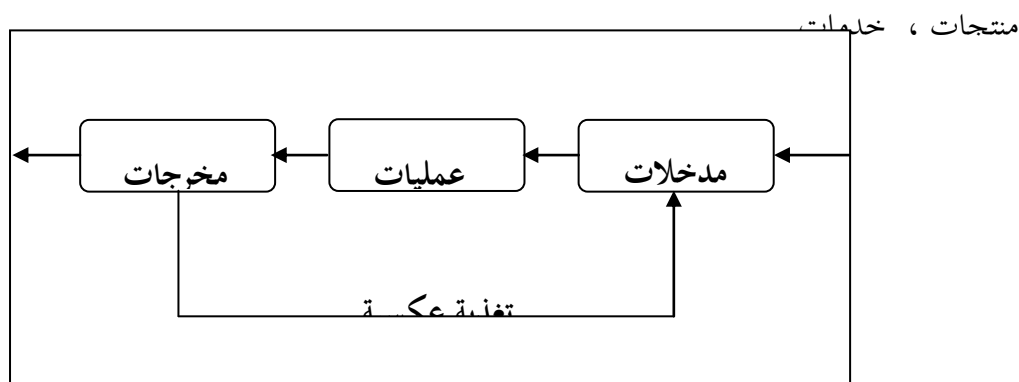 منتجات ، خدمات
مدخلات
عمليات
مخرجات
تغذية عكسية